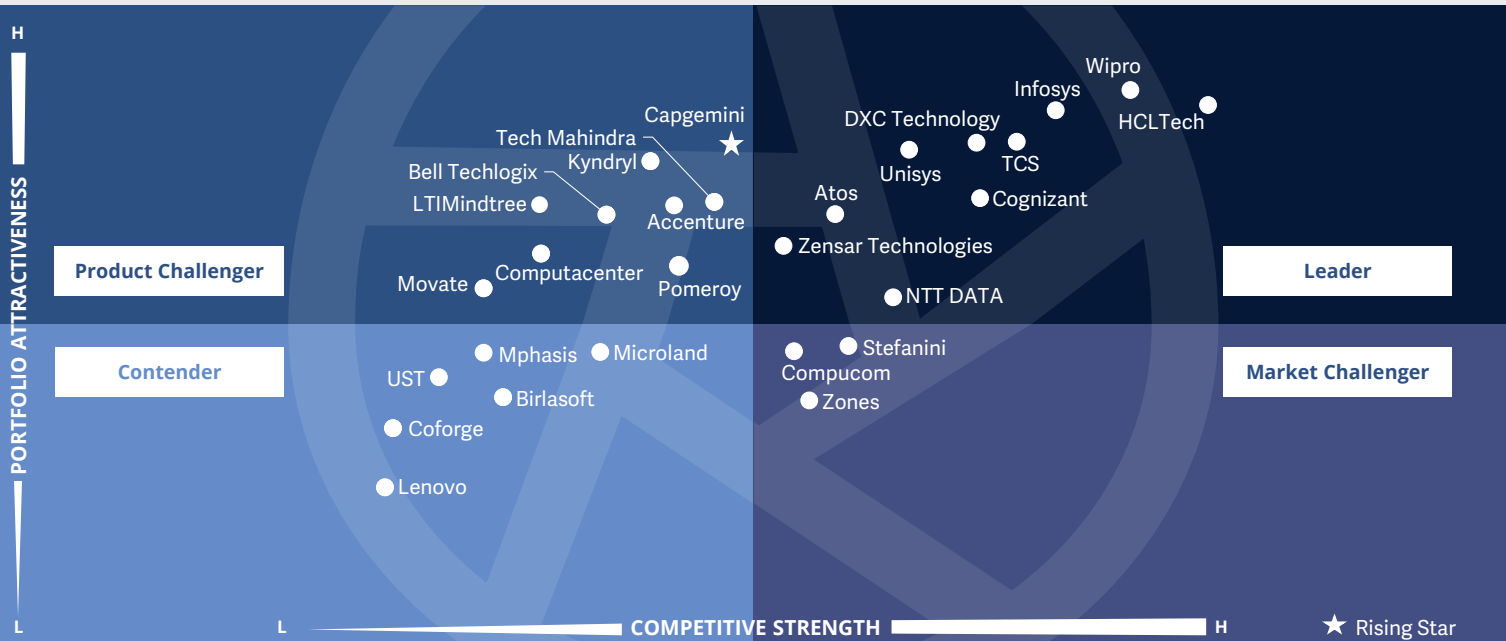 H
PORTFOLIO ATTRACTIVENESS
L
Product Challenger
Capgemini
Tech Mahindra
Kyndryl
Bell Techlogix
LTIMindtree
Accenture
Computacenter
Movate
Pomeroy
Wipro
Infosys
HCLTech
DXC Technology
TCS
Unisys
Atos
Cognizant
Zensar Technologies
NTT DATA
Leader
Contender
Mphasis
Microland
UST
Birlasoft
Coforge
Lenovo
Stefanini
Compucom
Zones
Market Challenger
L
COMPETITIVE STRENGTH
H
Rising Star